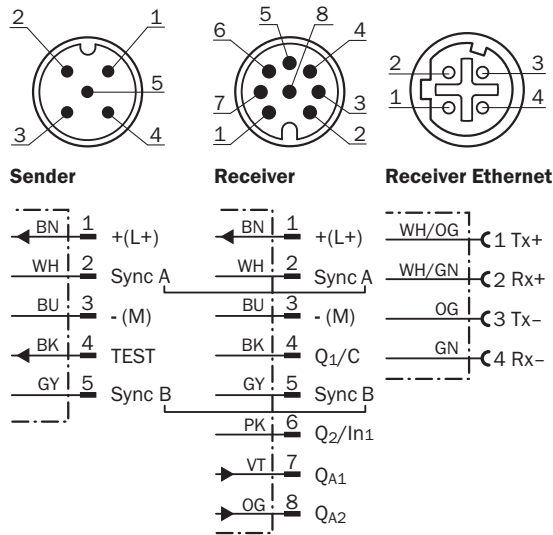 2 1
5
3 4
5 8
6 4
7 3
1 2
2 3
1 4
Sender
BN 1 +(L+)
WH 2 Sync A
BU 3 - (M)
BK 4 TEST
GY 5 Sync B
Receiver
BN 1 +(L+)
WH 2 Sync A
BU 3 - (M)
BK 4 Q1/C
GY 5 Sync B
PK 6 Q2/In1
VT 7 QA1
OG 8 QA2
Receiver Ethernet
WH/OG 1 Tx+
WH/GN 2 Rx+
OG 3 Tx–
GN 4 Rx–